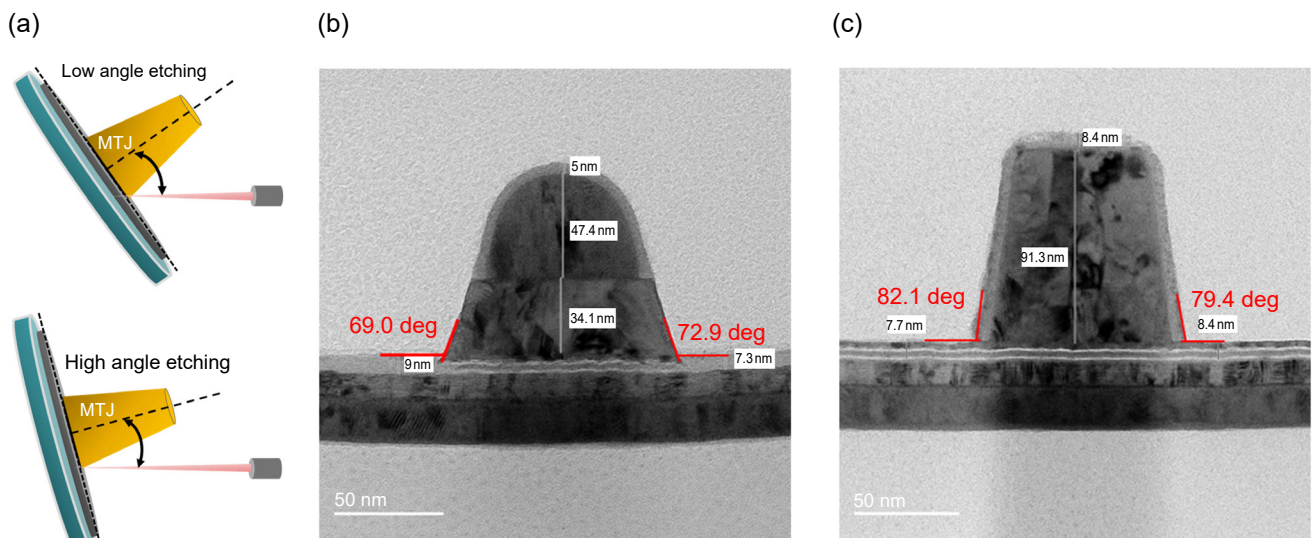 (a)
Low angle etching
MTJ
High angle etching
MTJ
(b)
5 nm
47.4 nm
34.1 nm
69.0 deg
72.9 deg
9 nm
7.3 nm
50 nm
(c)
8.4 nm
91.3 nm
82.1 deg
79.4 deg
7.7 nm
8.4 nm
50 nm